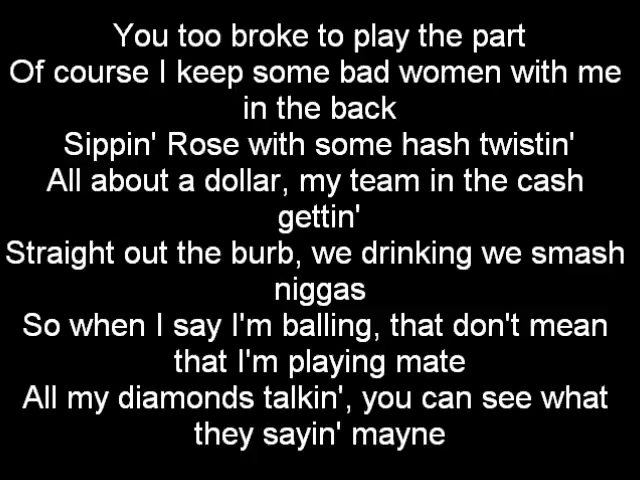 You too broke to play the part
Of course I keep some bad women with me
in the back
Sippin' Rose with some hash twistin'
All about a dollar, my team in the cash
gettin'
Straight out the burb, we drinking we smash
niggas
So when I say I'm balling, that don't mean
that I'm playing mate
All my diamonds talkin', you can see what
they sayin' mayne